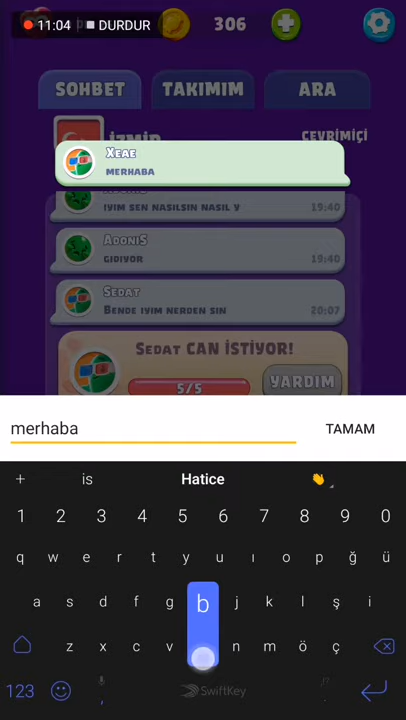 11:04 DURDUR
306
SOHBET TAKIMIM ARA
İZMİR ÇEVRİMİÇİ
Xeae
MERHABA
IYIM SEN NASILSIN NASIL Y 19:40
AdoniS
GIDIYOR 19:40
Sedat
Bende iyim nerden sin 20:07
Sedat CAN İSTİYOR!
5/5 YARDIM
merhaba TAMAM
+ is Hatice
1 2 3 4 5 6 7 8 9 0
q w e r t y u ı o p ğ ü
a s d f g b j k l ş i
z x c v n m ö ç
123 , SwiftKey